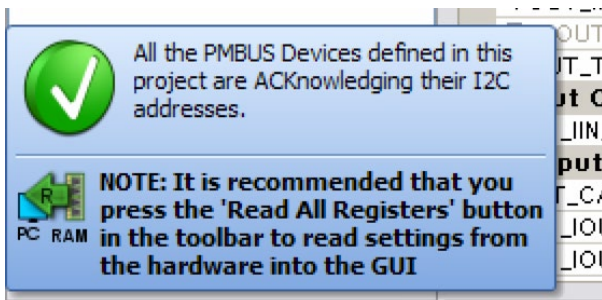 All the PMBUS Devices defined in this
project are ACKnowledging their I2C
addresses.
NOTE: It is recommended that you
press the 'Read All Registers' button
in the toolbar to read settings from
the hardware into the GUI
R
PC RAM